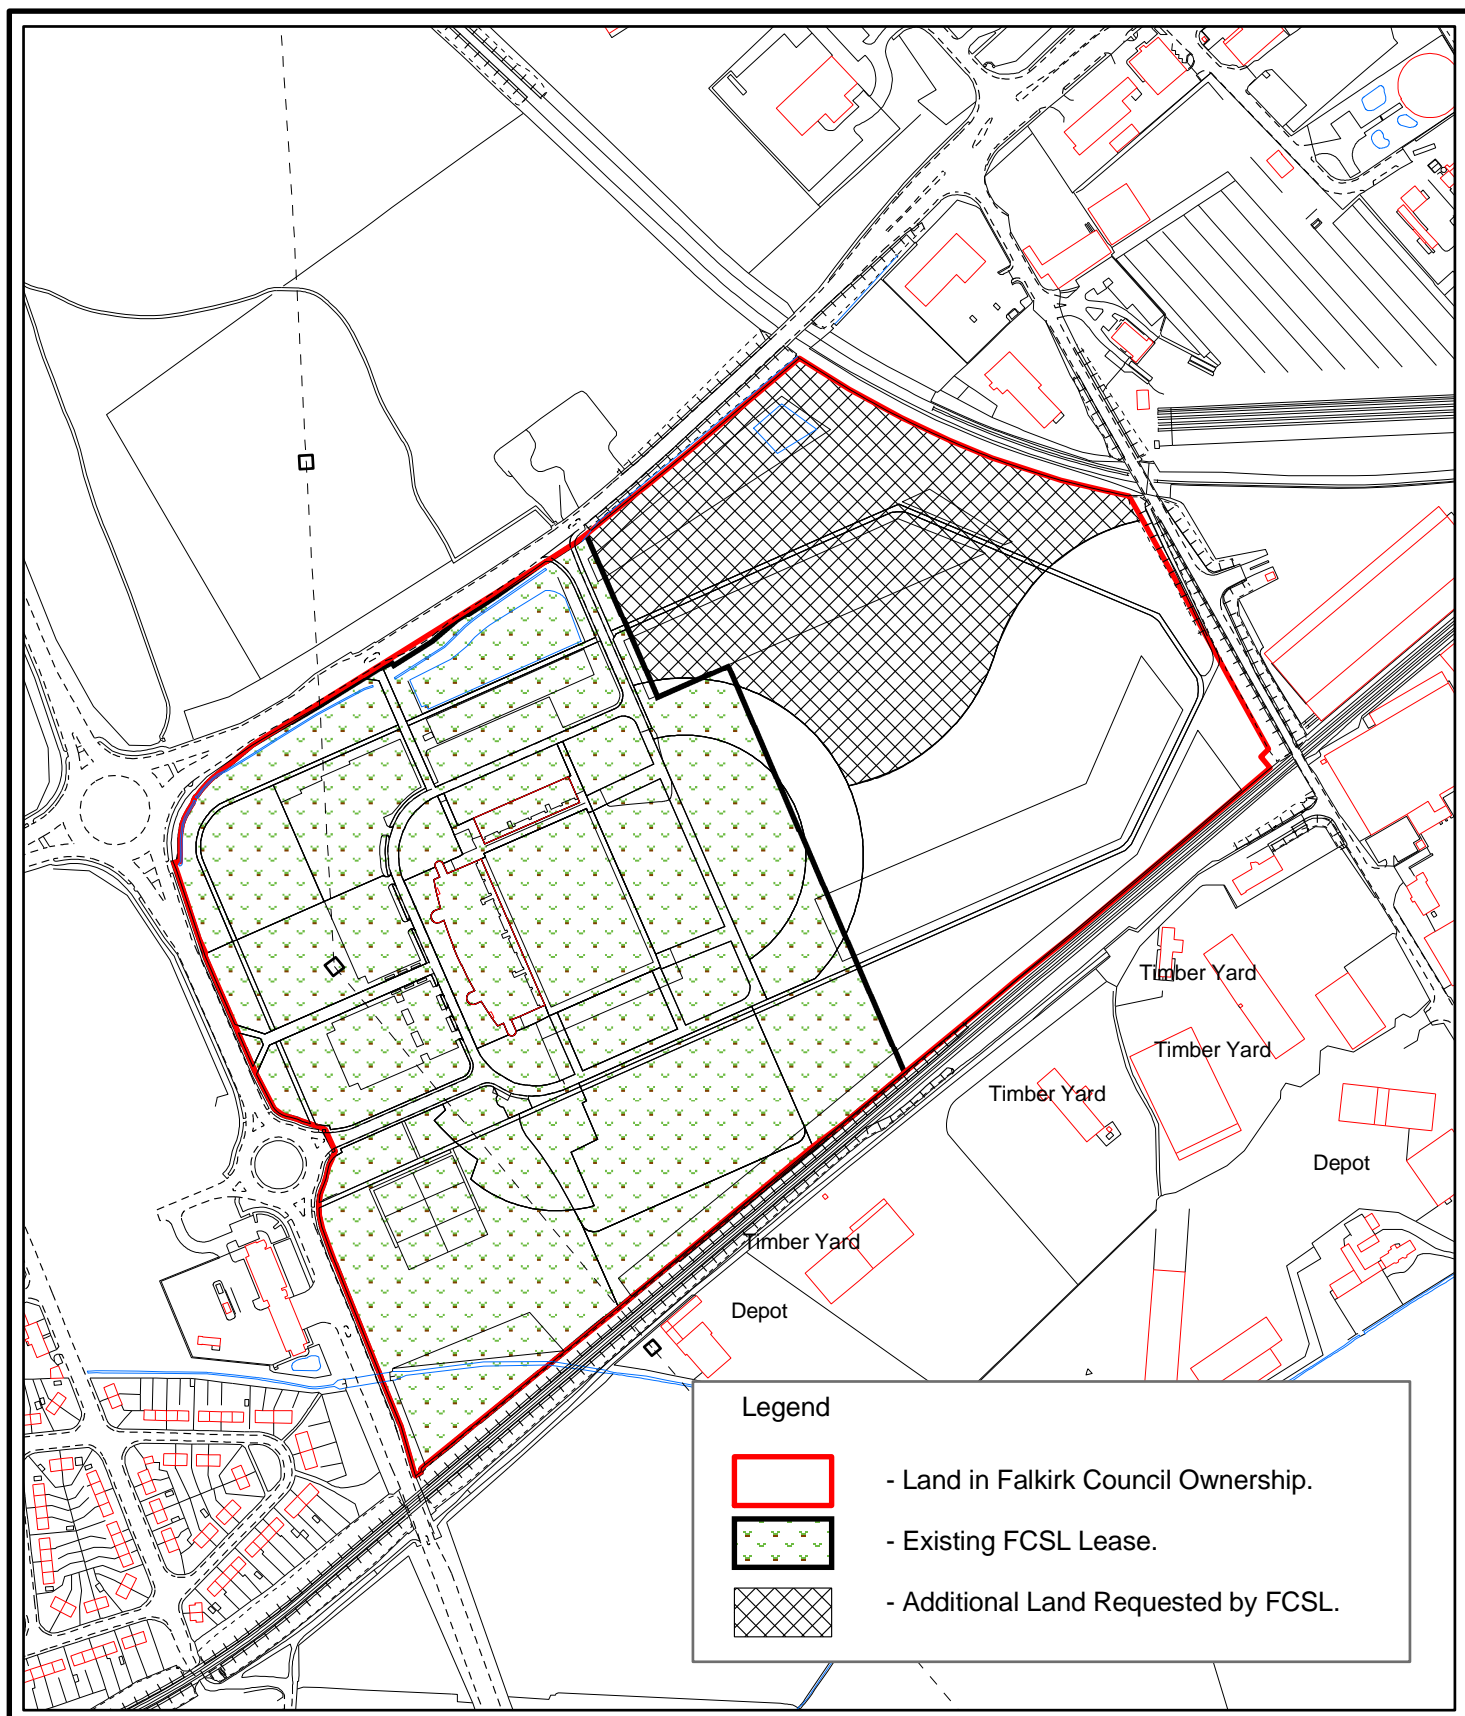 Timber Yard
Timber Yard
Timber Yard
Depot
Timber Yard
Depot
Legend
- Land in Falkirk Council Ownership.
- Existing FCSL Lease.
- Additional Land Requested by FCSL.